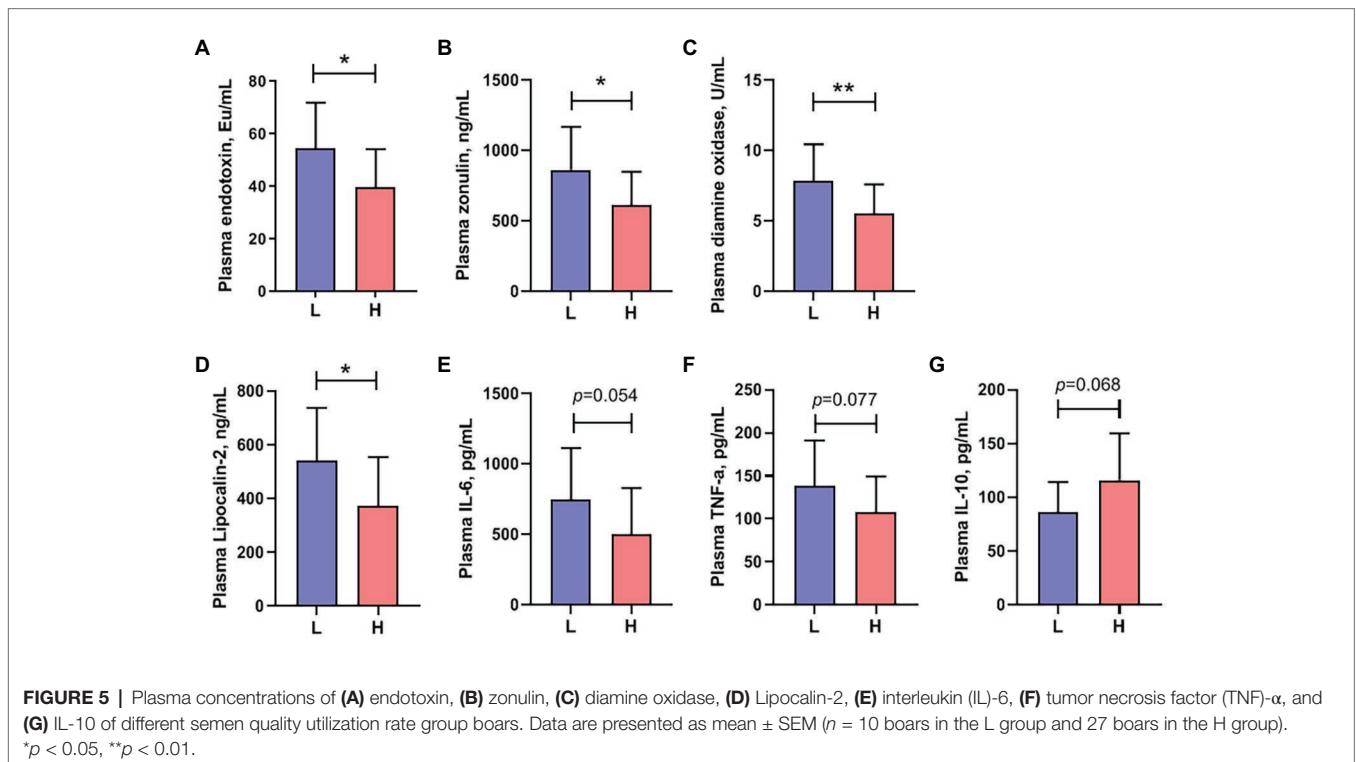 A
Plasma endotoxin, Eu/mL
80
60
40
20
0
*
L H
B
Plasma zonulin, ng/mL
1500
1000
500
0
*
L H
C
Plasma diamine oxidase, U/mL
15
10
5
0
**
L H
D
Plasma Lipocalin-2, ng/mL
800
600
400
200
0
*
L H
E
Plasma IL-6, pg/mL
1500
1000
500
0
p=0.054
L H
F
Plasma TNF-a, pg/mL
250
200
150
100
50
0
p=0.077
L H
G
Plasma IL-10, pg/mL
200
150
100
50
0
p=0.068
L H
FIGURE 5 | Plasma concentrations of (A) endotoxin, (B) zonulin, (C) diamine oxidase, (D) Lipocalin-2, (E) interleukin (IL)-6, (F) tumor necrosis factor (TNF)-α, and
(G) IL-10 of different semen quality utilization rate group boars. Data are presented as mean ± SEM (n = 10 boars in the L group and 27 boars in the H group).
*p < 0.05, **p < 0.01.